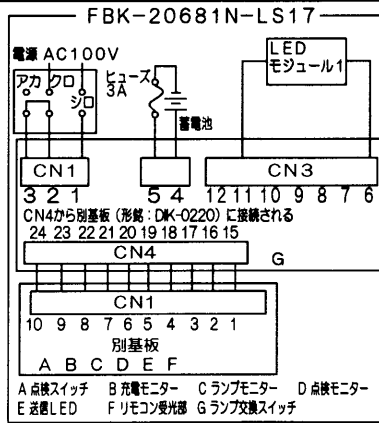 FBK-20681N-LS17
電源 AC100V
アカ クロ
シロ
ヒューズ
3A
蓄電池
LED
モジュール1
CN1
CN3
3 2 1
5 4
12 11 10 9 8 7 6
CN4から別基板(形銘:DIK-0220)に接続される
24 23 22 21 20 19 18 17 16 15
CN4
G
CN1
10 9 8 7 6 5 4 3 2 1
別基板
A B C D E F
A 点検スイッチ B 充電モニター C ランプモニター D 点検モニター
E 送信LED F リモコン受光部 G ランプ交換スイッチ